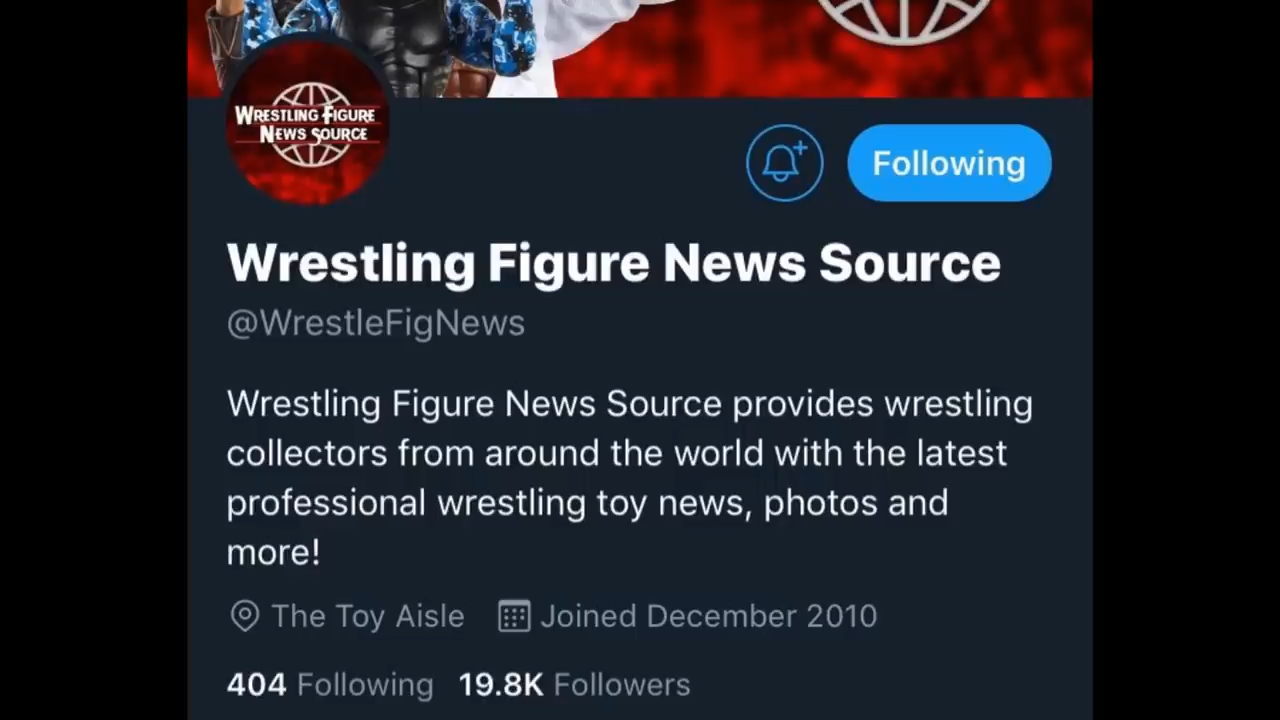 WRESTLING FIGURE
NEWS SOURCE
Following
Wrestling Figure News Source
@WrestleFigNews
Wrestling Figure News Source provides wrestling
collectors from around the world with the latest
professional wrestling toy news, photos and
more!
The Toy Aisle Joined December 2010
404 Following 19.8K Followers